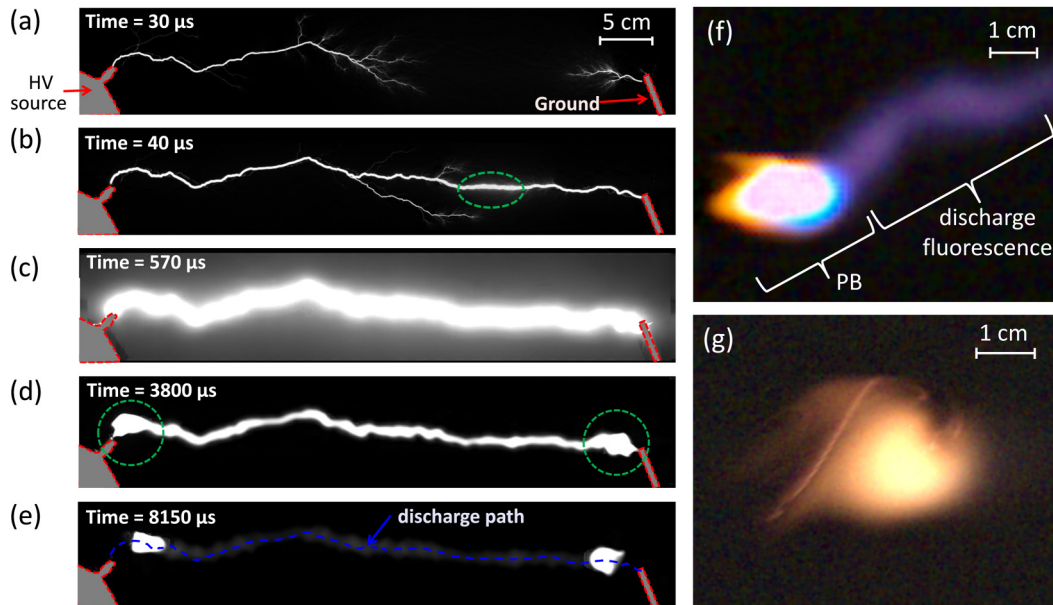 (a)
Time = 30 µs
5 cm
HV
source
Ground
(b)
Time = 40 µs
(c)
Time = 570 µs
(d)
Time = 3800 µs
(e)
Time = 8150 µs
discharge path
(f)
1 cm
discharge
fluorescence
PB
(g)
1 cm